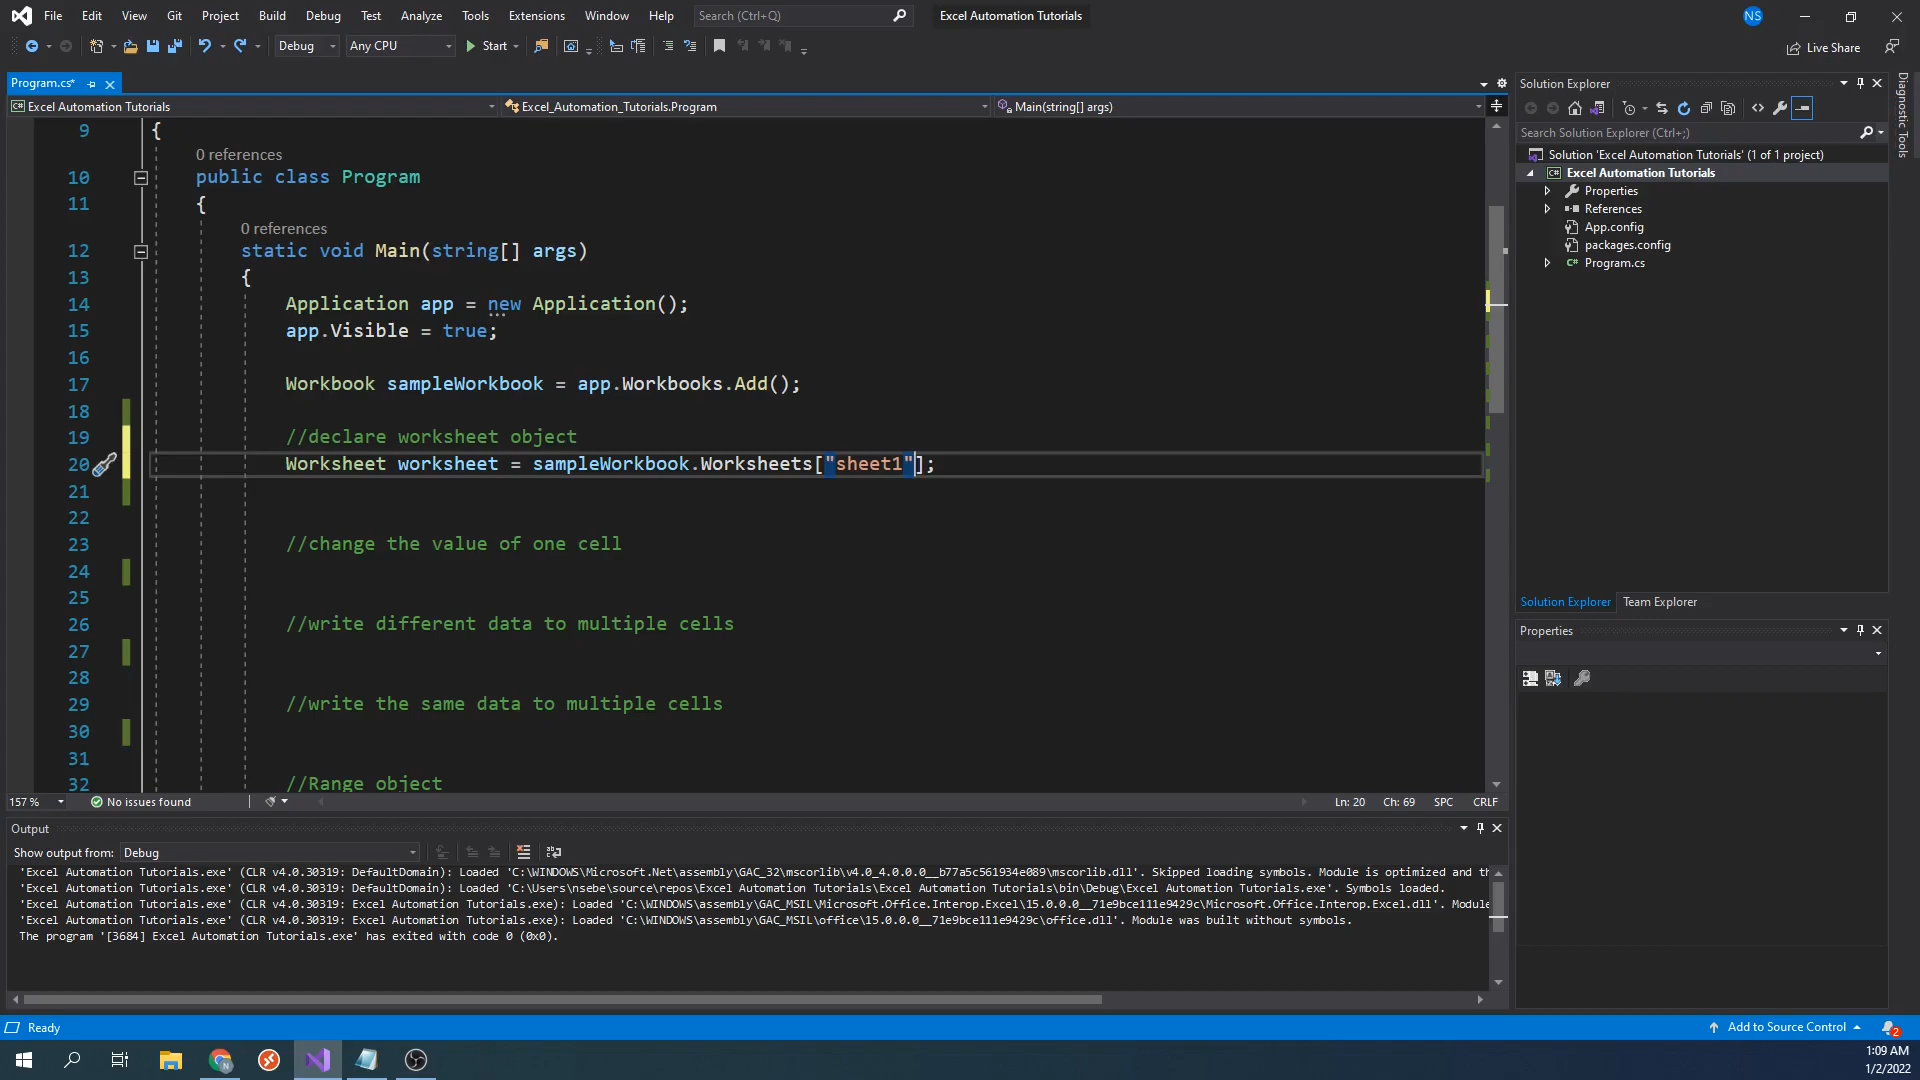 File Edit View Git Project Build Debug Test Analyze Tools Extensions Window Help Search (Ctrl+Q) Excel Automation Tutorials NS
Debug Any CPU Start Live Share
Program.cs*
Excel Automation Tutorials Excel_Automation_Tutorials.Program Main(string[] args)
9 {
0 references
10 public class Program
11 {
0 references
12 static void Main(string[] args)
13 {
14 Application app = new Application();
15 app.Visible = true;
16
17 Workbook sampleWorkbook = app.Workbooks.Add();
18
19 //declare worksheet object
20 Worksheet worksheet = sampleWorkbook.Worksheets["sheet1"];
21
22
23 //change the value of one cell
24
25
26 //write different data to multiple cells
27
28
29 //write the same data to multiple cells
30
31
32 //Range object
157 % No issues found Ln: 20 Ch: 69 SPC CRLF
Output
Show output from: Debug
'Excel Automation Tutorials.exe' (CLR v4.0.30319: DefaultDomain): Loaded 'C:\WINDOWS\Microsoft.Net\assembly\GAC_32\mscorlib\v4.0_4.0.0.0__b77a5c561934e089\mscorlib.dll'. Skipped loading symbols. Module is optimized and th
'Excel Automation Tutorials.exe' (CLR v4.0.30319: DefaultDomain): Loaded 'C:\Users\nsebe\source\repos\Excel Automation Tutorials\Excel Automation Tutorials\bin\Debug\Excel Automation Tutorials.exe'. Symbols loaded.
'Excel Automation Tutorials.exe' (CLR v4.0.30319: Excel Automation Tutorials.exe): Loaded 'C:\WINDOWS\assembly\GAC_MSIL\Microsoft.Office.Interop.Excel\15.0.0.0__71e9bce111e9429c\Microsoft.Office.Interop.Excel.dll'. Module
'Excel Automation Tutorials.exe' (CLR v4.0.30319: Excel Automation Tutorials.exe): Loaded 'C:\WINDOWS\assembly\GAC_MSIL\office\15.0.0.0__71e9bce111e9429c\office.dll'. Module was built without symbols.
The program '[3684] Excel Automation Tutorials.exe' has exited with code 0 (0x0).
Solution Explorer
Search Solution Explorer (Ctrl+;)
Solution 'Excel Automation Tutorials' (1 of 1 project)
Excel Automation Tutorials
Properties
References
App.config
packages.config
Program.cs
Solution Explorer Team Explorer
Properties
Diagnostic Tools
Ready Add to Source Control 2
1:09 AM
1/2/2022